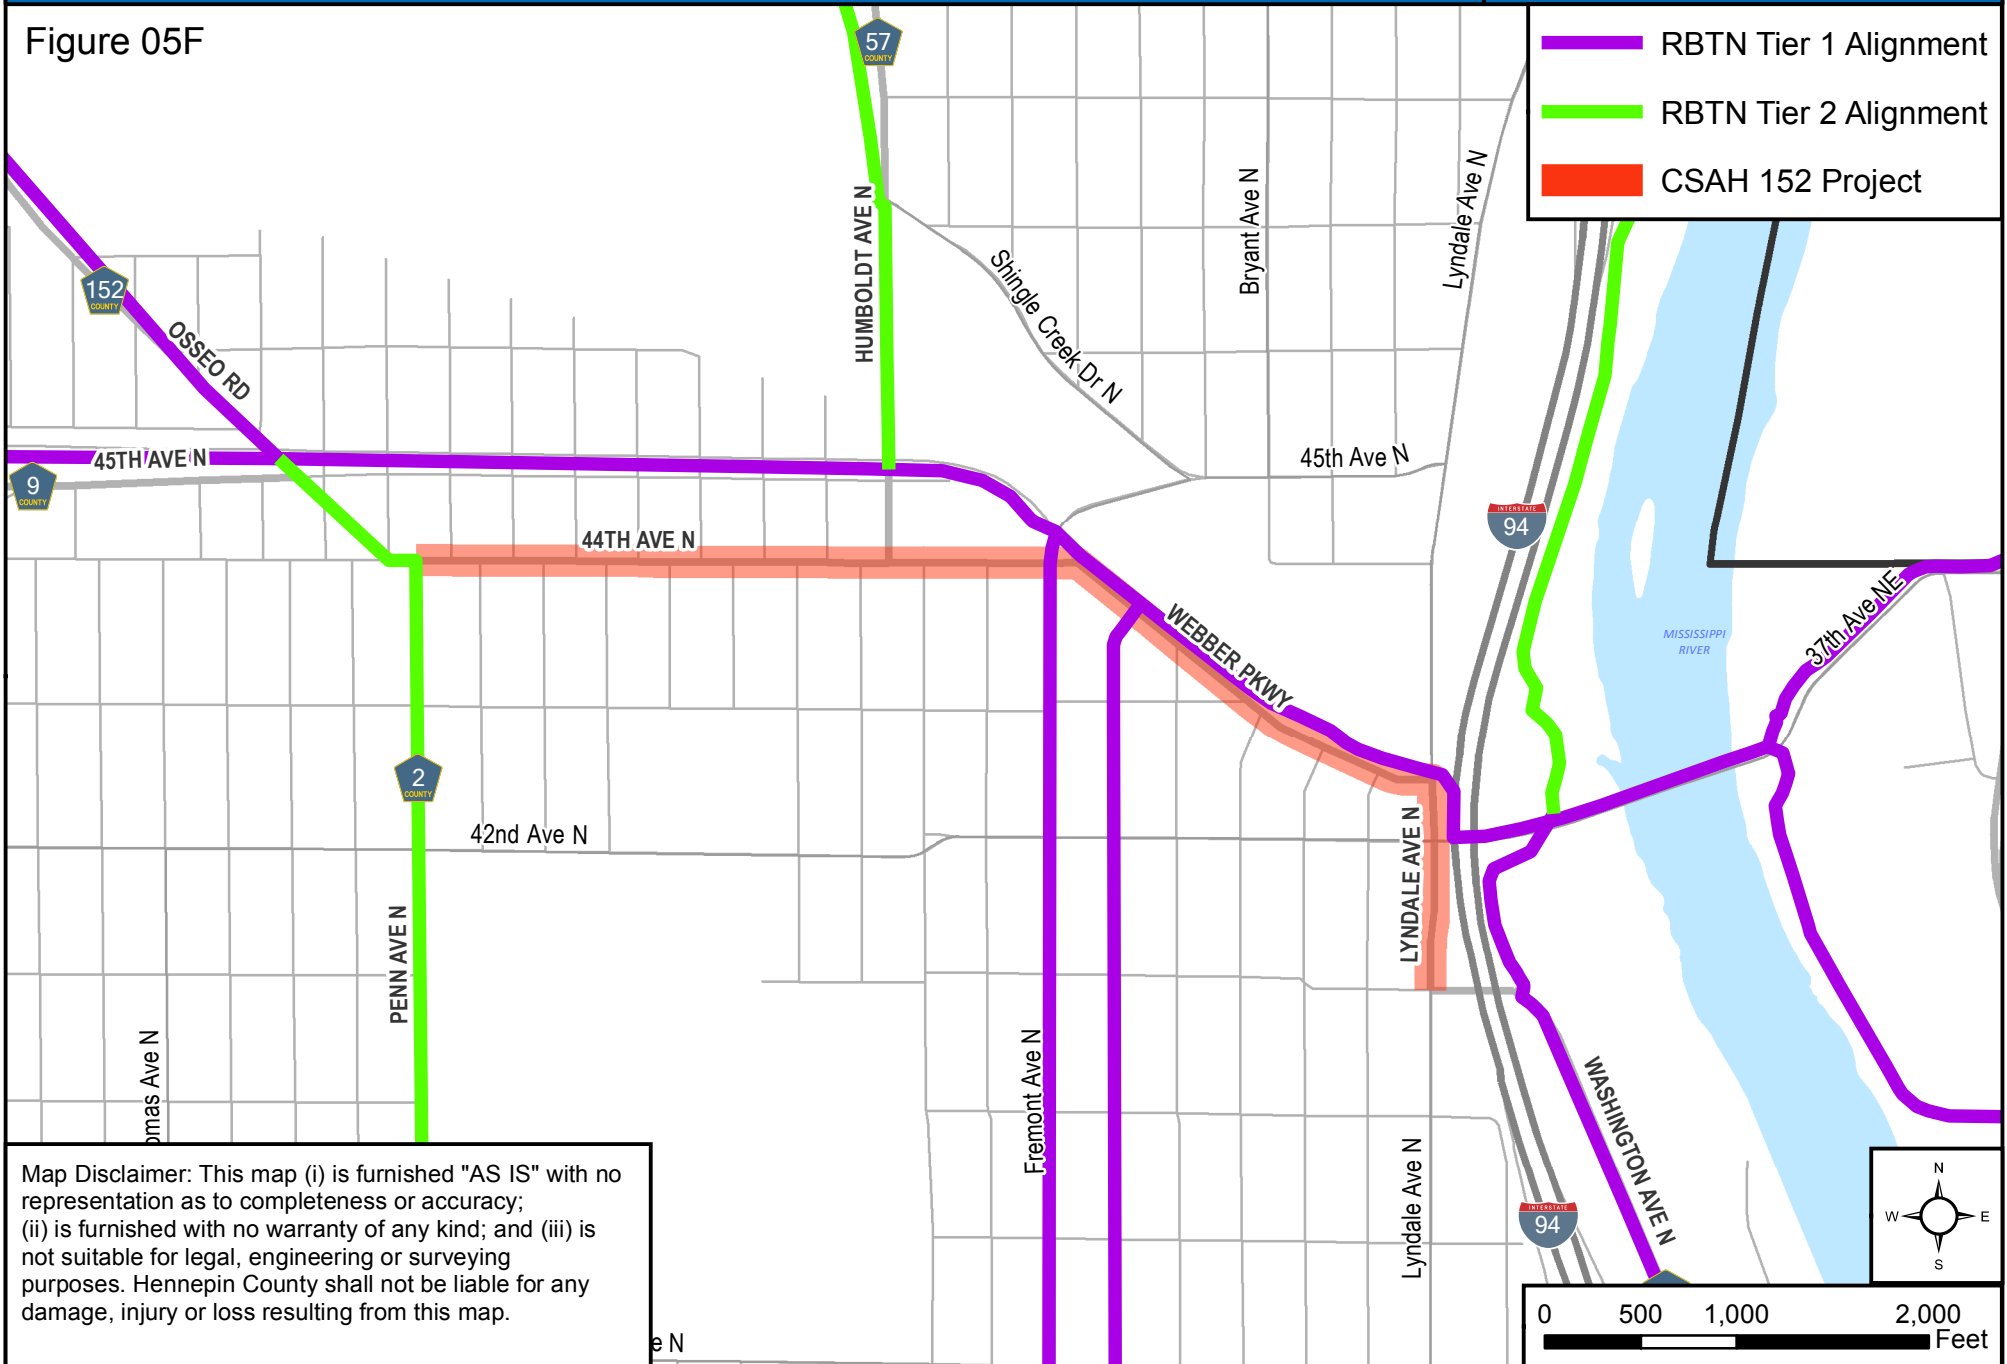 Figure 05F
57
COUNTY
RBTN Tier 1 Alignment
RBTN Tier 2 Alignment
CSAH 152 Project
152
COUNTY
OSSEO RD
HUMBOLDT AVE N
Shingle Creek Dr N
Bryant Ave N
Lyndale Ave N
45TH AVE N
9
COUNTY
45th Ave N
44TH AVE N
INTERSTATE
94
WEBBER PKWY
MISSISSIPPI
RIVER
37th Ave NE
2
COUNTY
42nd Ave N
LYNDALE AVE N
PENN AVE N
omas Ave N
Fremont Ave N
Lyndale Ave N
WASHINGTON AVE N
INTERSTATE
94
Map Disclaimer: This map (i) is furnished "AS IS" with no
representation as to completeness or accuracy;
(ii) is furnished with no warranty of any kind; and (iii) is
not suitable for legal, engineering or surveying
purposes. Hennepin County shall not be liable for any
damage, injury or loss resulting from this map.
e N
N
W E
S
0 500 1,000 2,000
Feet